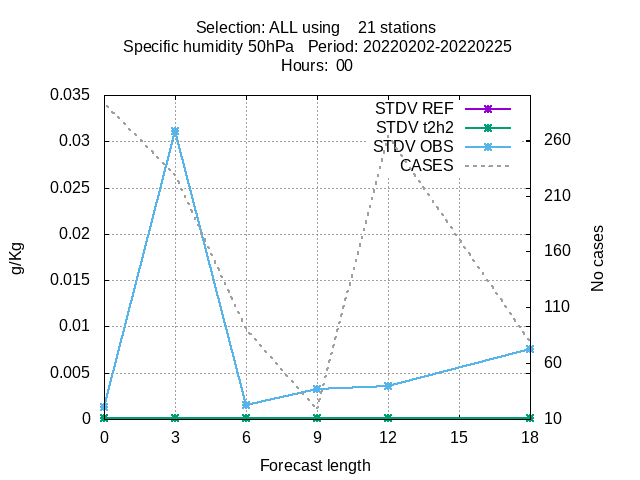 Selection: ALL using    21 stations
Specific humidity 50hPa   Period: 20220202-20220225
Hours:  00
STDV REF
STDV t2h2
STDV OBS
CASES
0.035
0.03
0.025
0.02
0.015
0.01
0.005
0
g/Kg
260
210
160
110
60
10
No cases
0 3 6 9 12 15 18
Forecast length